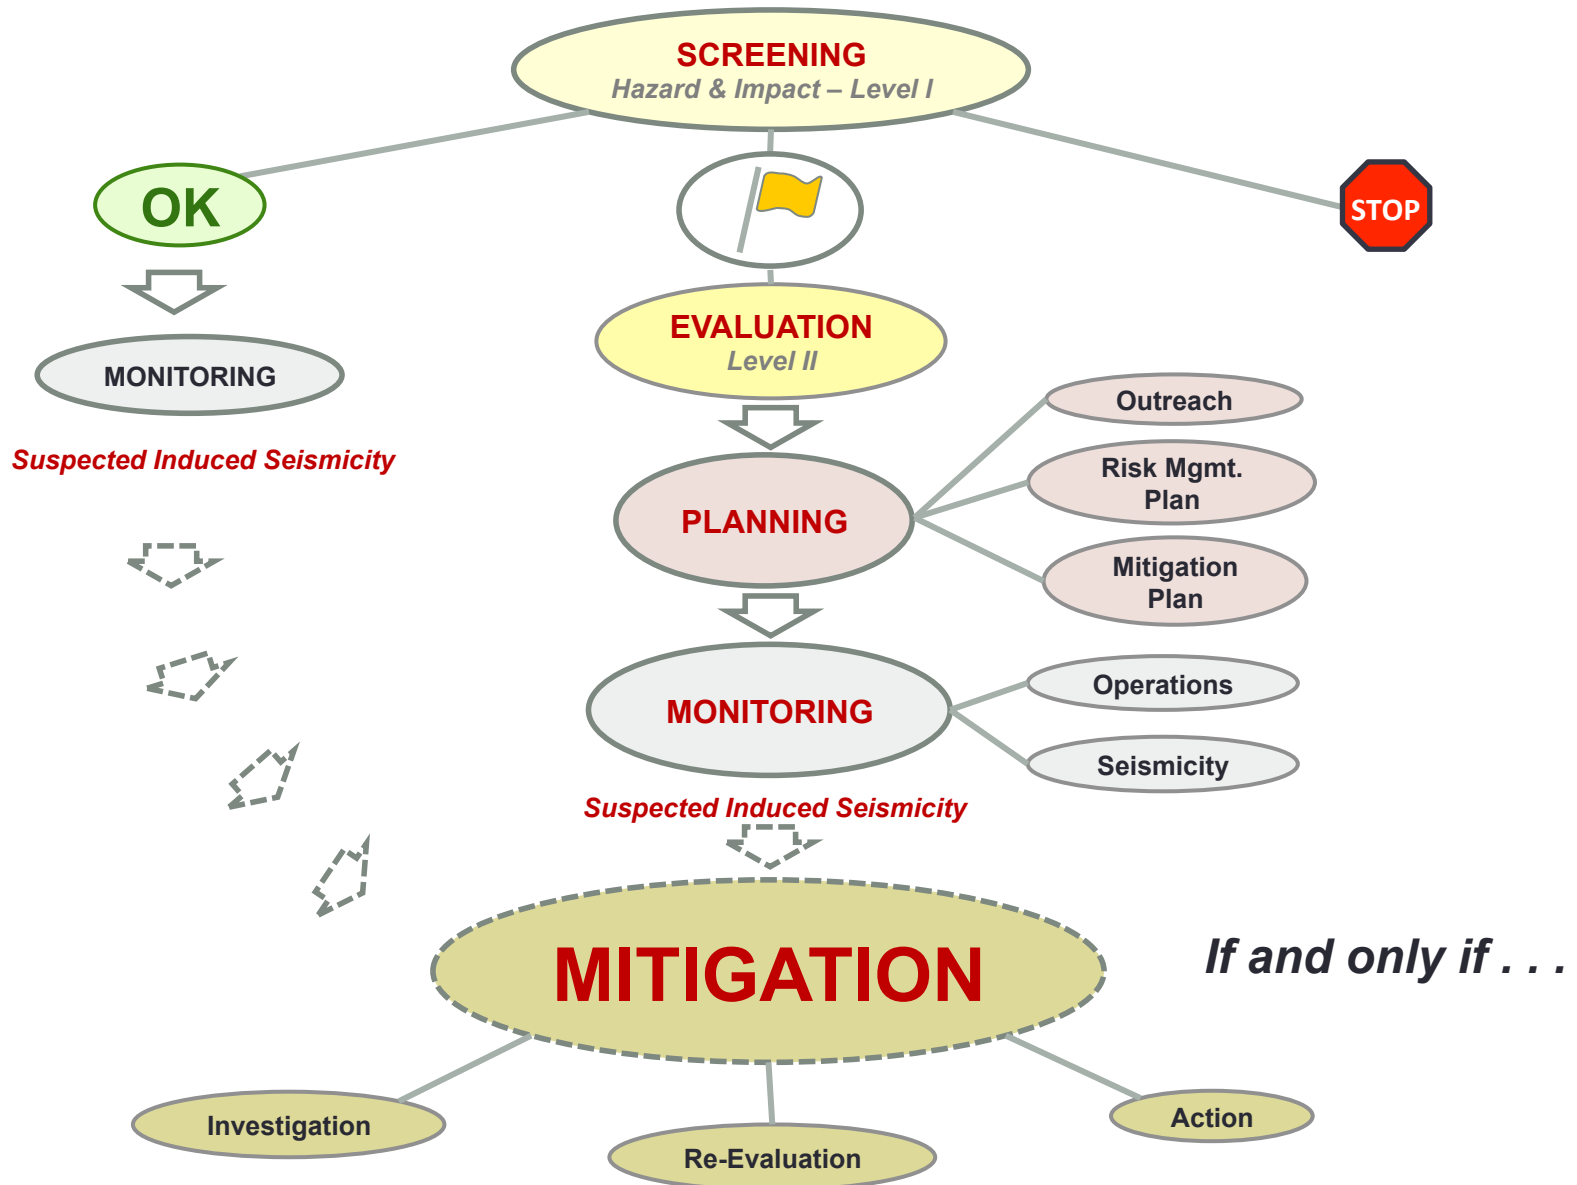 SCREENING
Hazard & Impact – Level I
OK
STOP
EVALUATION
Level II
MONITORING
Outreach
Suspected Induced Seismicity
Risk Mgmt.
Plan
PLANNING
Mitigation
Plan
Operations
MONITORING
Seismicity
Suspected Induced Seismicity
MITIGATION
If and only if . . .
Investigation
Action
Re-Evaluation